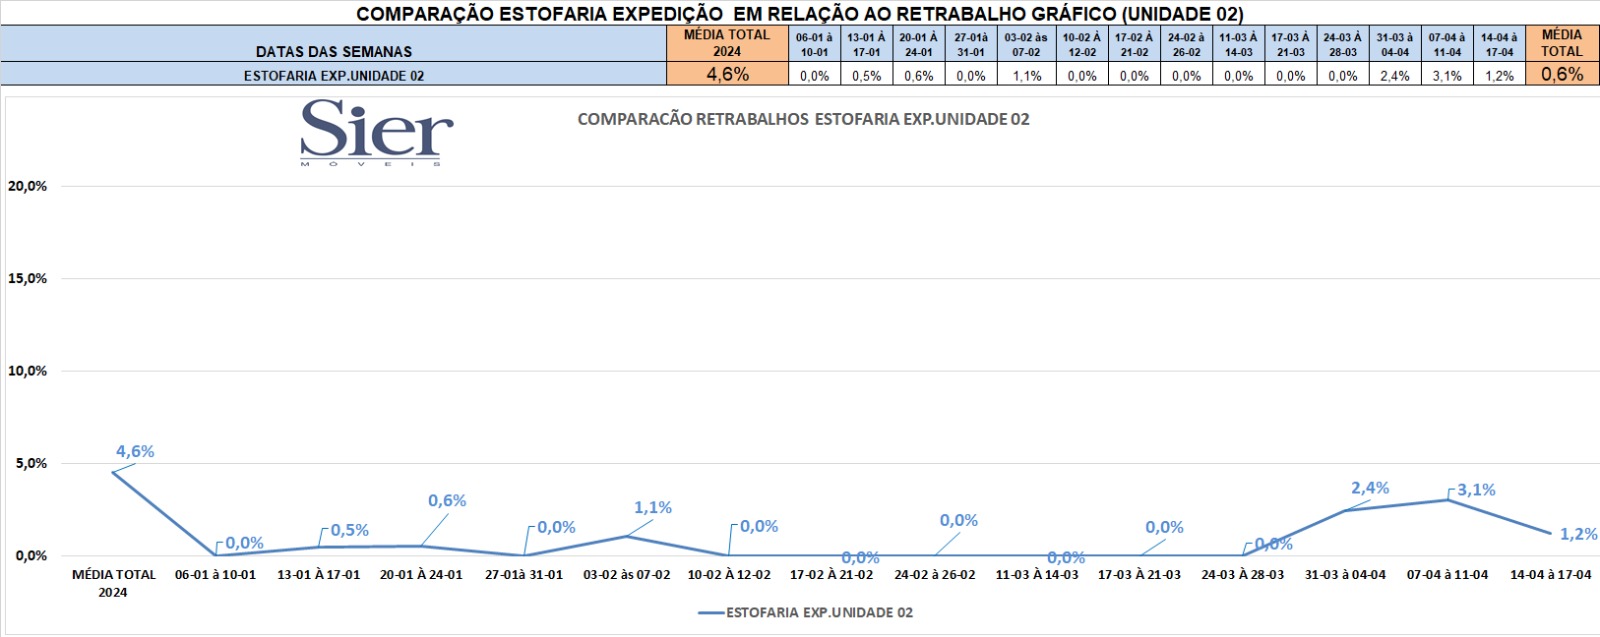 COMPARAÇÃO ESTOFARIA EXPEDIÇÃO EM RELAÇÃO AO RETRABALHO GRÁFICO (UNIDADE 02)
DATAS DAS SEMANAS
MÉDIA TOTAL 2024
06-01 à 10-01
13-01 À 17-01
20-01 À 24-01
27-01à 31-01
03-02 às 07-02
10-02 À 12-02
17-02 À 21-02
24-02 à 26-02
11-03 À 14-03
17-03 À 21-03
24-03 À 28-03
31-03 à 04-04
07-04 à 11-04
14-04 à 17-04
MÉDIA TOTAL
ESTOFARIA EXP.UNIDADE 02 4,6% 0,0% 0,5% 0,6% 0,0% 1,1% 0,0% 0,0% 0,0% 0,0% 0,0% 0,0% 2,4% 3,1% 1,2% 0,6%
Sier
MÓVEIS
COMPARACÃO RETRABALHOS ESTOFARIA EXP.UNIDADE 02
20,0%
15,0%
10,0%
5,0%
0,0%
4,6%
0,0%
0,5%
0,6%
0,0%
1,1%
0,0%
0,0%
0,0%
0,0%
0,0%
0,0%
2,4%
3,1%
1,2%
MÉDIA TOTAL 2024
06-01 à 10-01
13-01 À 17-01
20-01 À 24-01
27-01à 31-01
03-02 às 07-02
10-02 À 12-02
17-02 À 21-02
24-02 à 26-02
11-03 À 14-03
17-03 À 21-03
24-03 À 28-03
31-03 à 04-04
07-04 à 11-04
14-04 à 17-04
ESTOFARIA EXP.UNIDADE 02